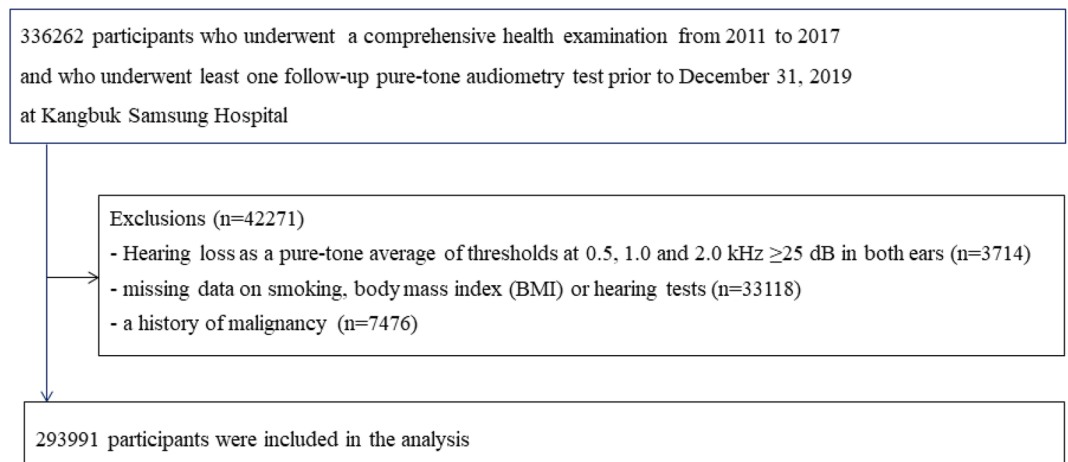 336262 participants who underwent a comprehensive health examination from 2011 to 2017
and who underwent least one follow-up pure-tone audiometry test prior to December 31, 2019
at Kangbuk Samsung Hospital
Exclusions (n=42271)
- Hearing loss as a pure-tone average of thresholds at 0.5, 1.0 and 2.0 kHz ≥25 dB in both ears (n=3714)
- missing data on smoking, body mass index (BMI) or hearing tests (n=33118)
- a history of malignancy (n=7476)
293991 participants were included in the analysis